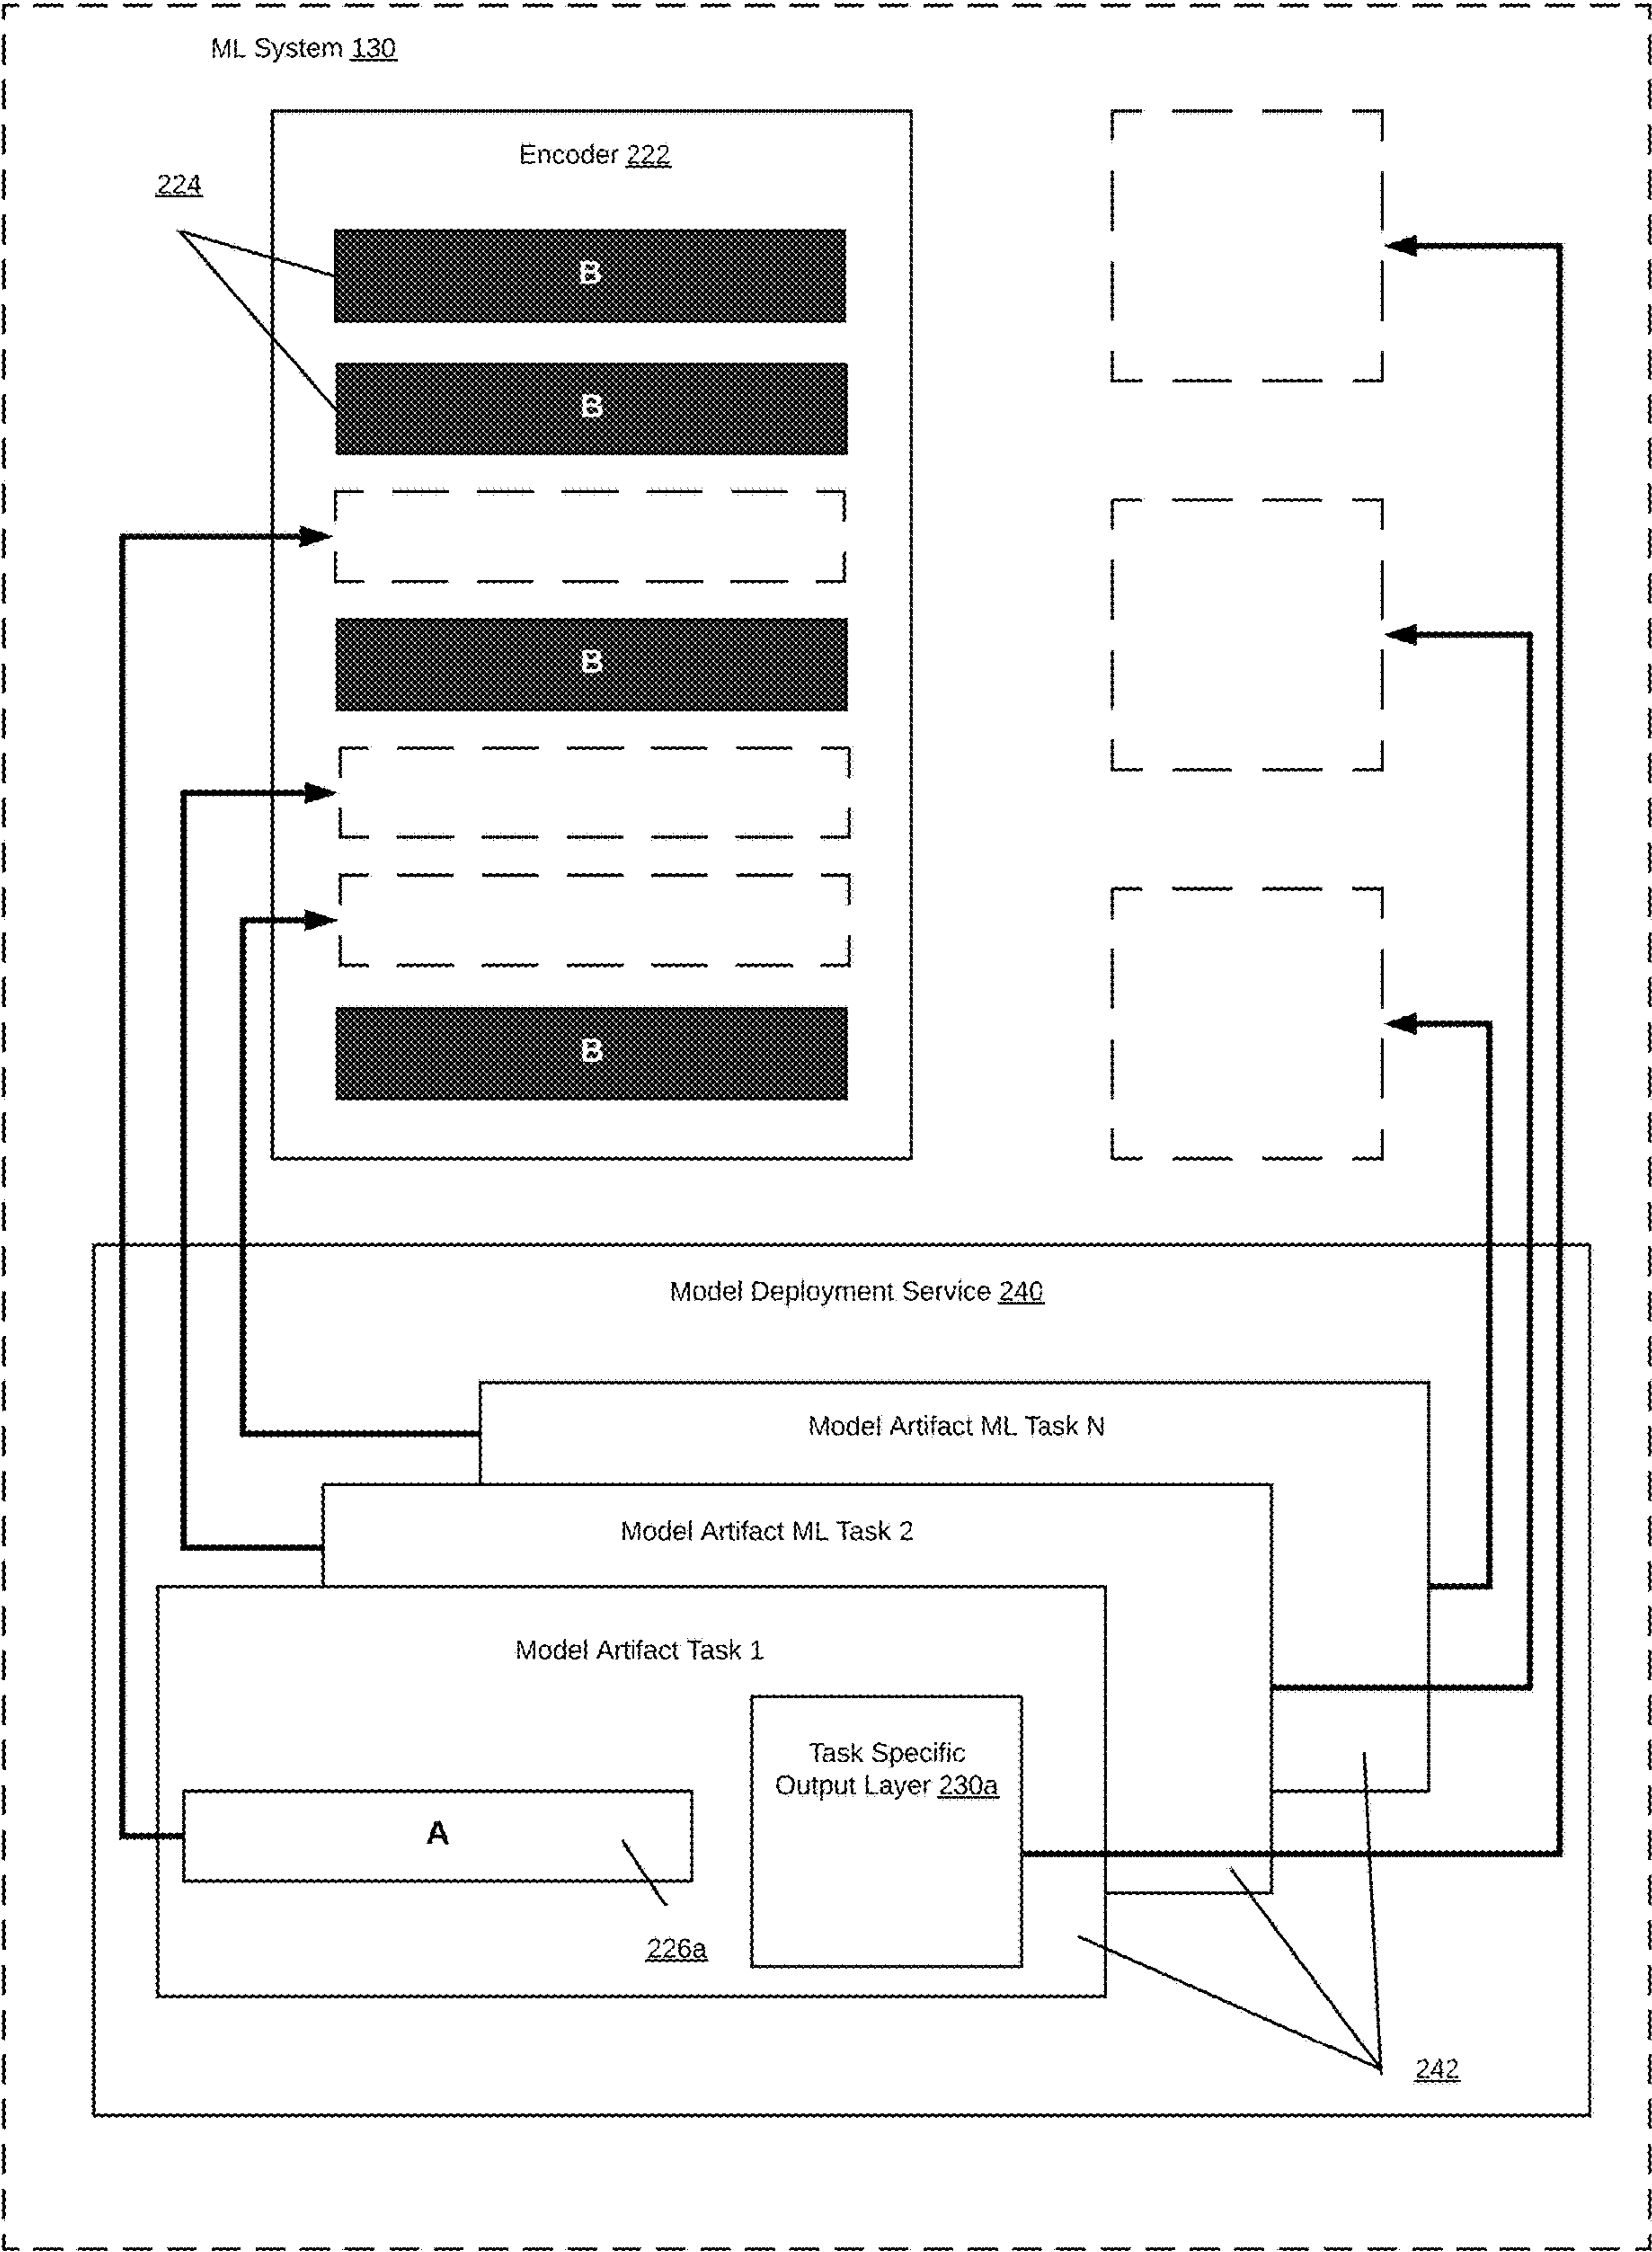 ML System 130
Encoder 222
224
B
B
B
B
Model Deployment Service 240
Model Artifact ML Task N
Model Artifact ML Task 2
Model Artifact Task 1
Task Specific
Output Layer 230a
A
226a
242